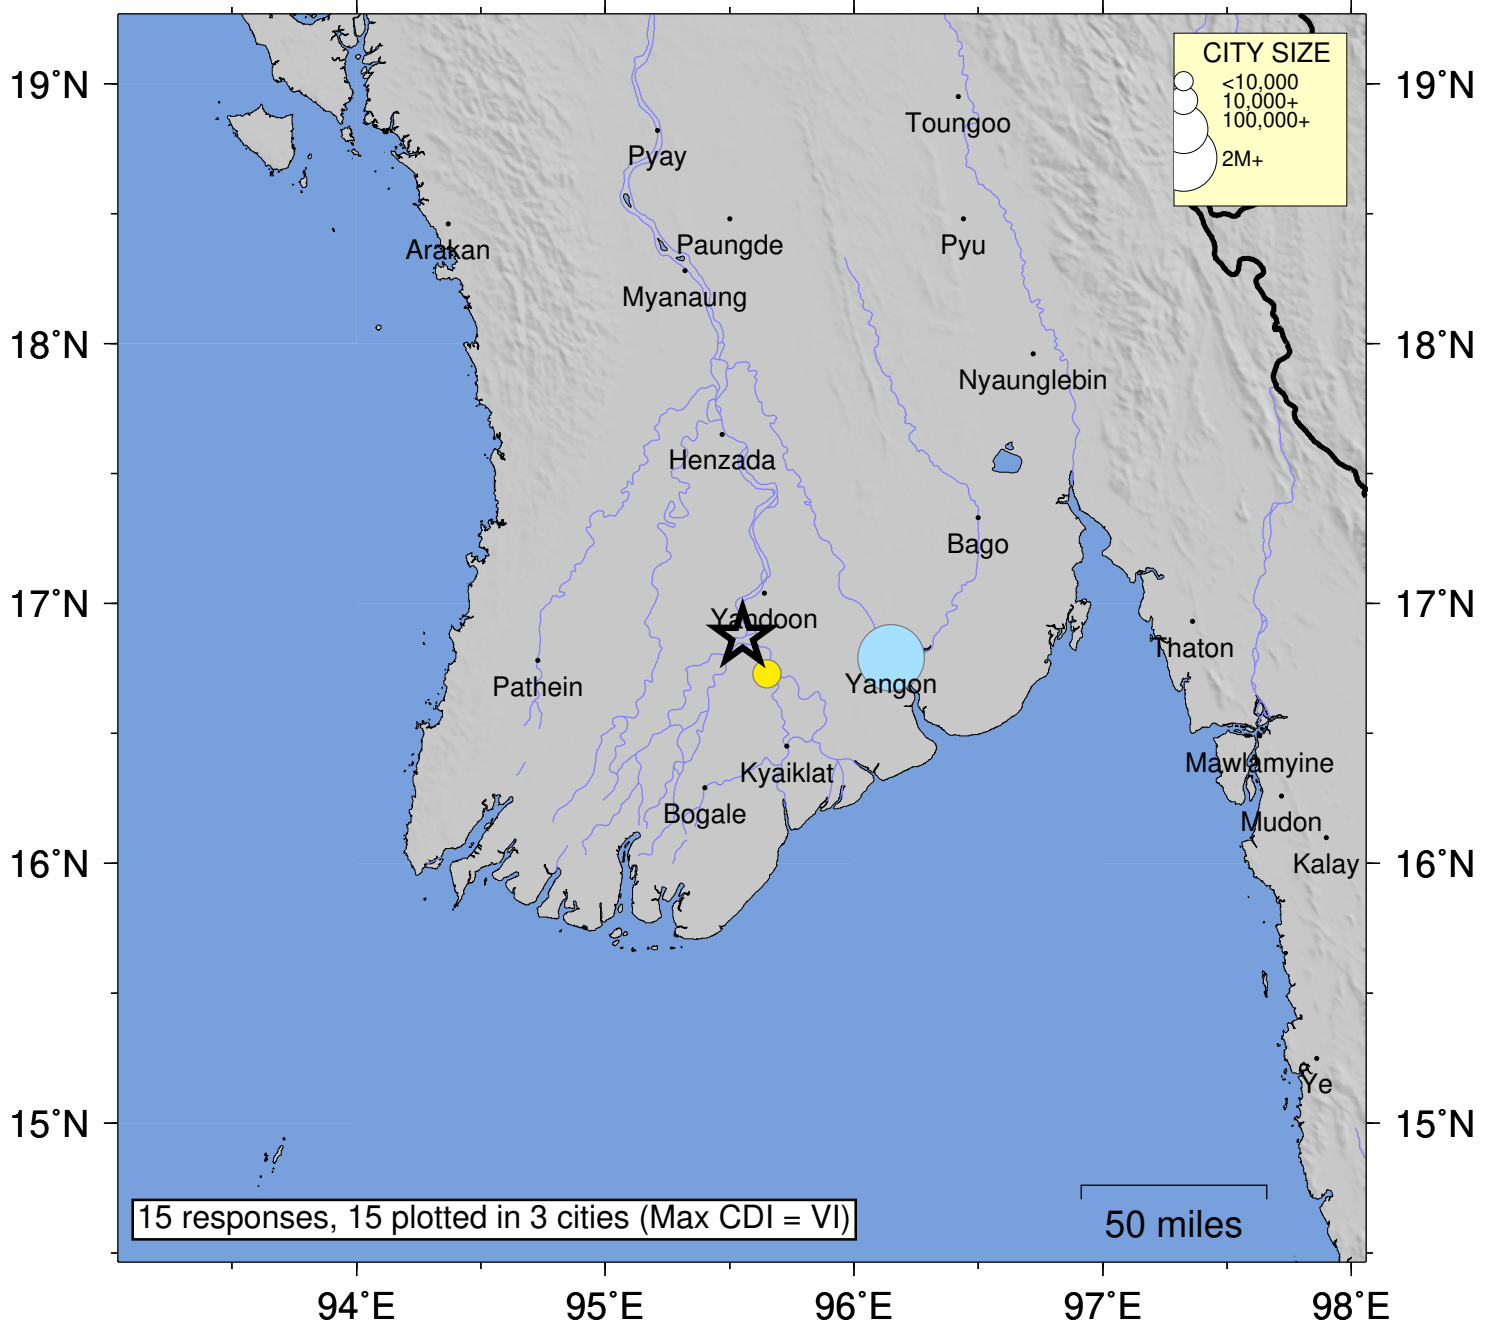 CITY SIZE
<10,000
10,000+
100,000+
2M+
19°N
19°N
Toungoo
Pyay
Arakan
Paungde
Pyu
Myanaung
18°N
18°N
Nyaunglebin
Henzada
Bago
17°N
17°N
Yandoon
Thaton
Pathein
Yangon
Mawlamyine
Kyaiklat
Bogale
Mudon
16°N
16°N
Kalay
Ye
15°N
15°N
15 responses, 15 plotted in 3 cities (Max CDI = VI)
50 miles
94°E
95°E
96°E
97°E
98°E